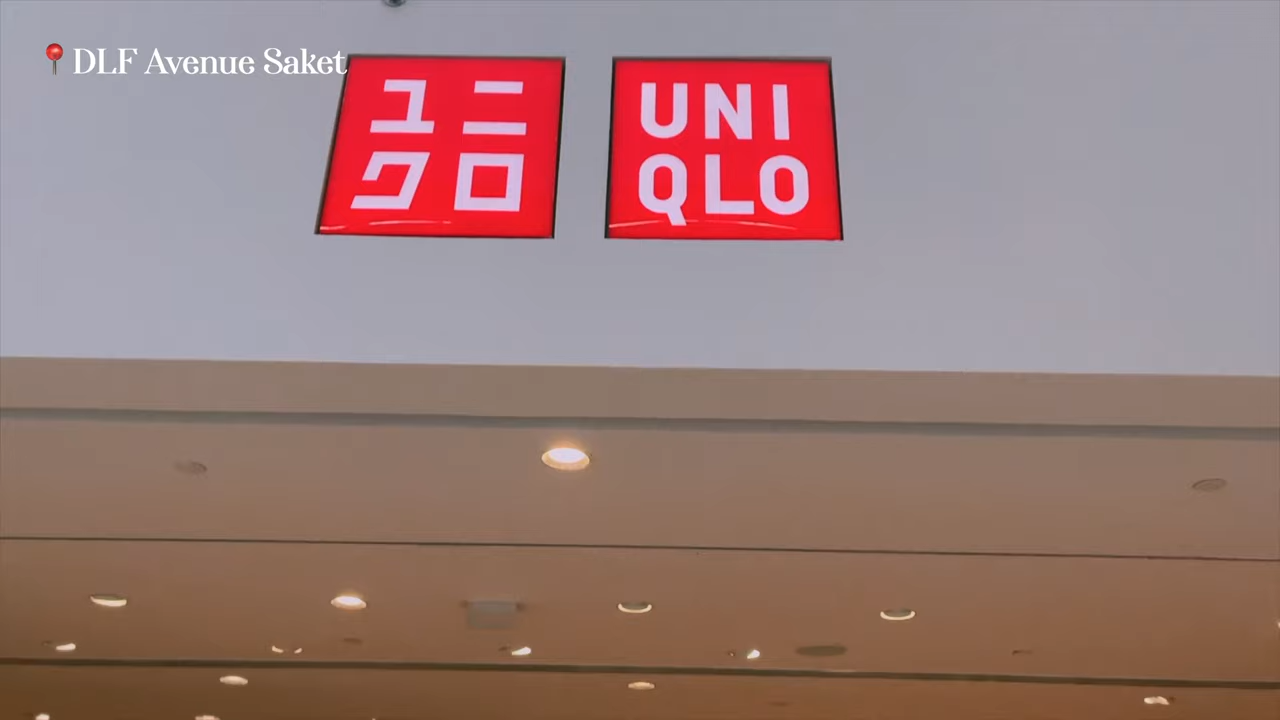 📍 DLF Avenue Saket
ユニ
クロ
UNI
QLO